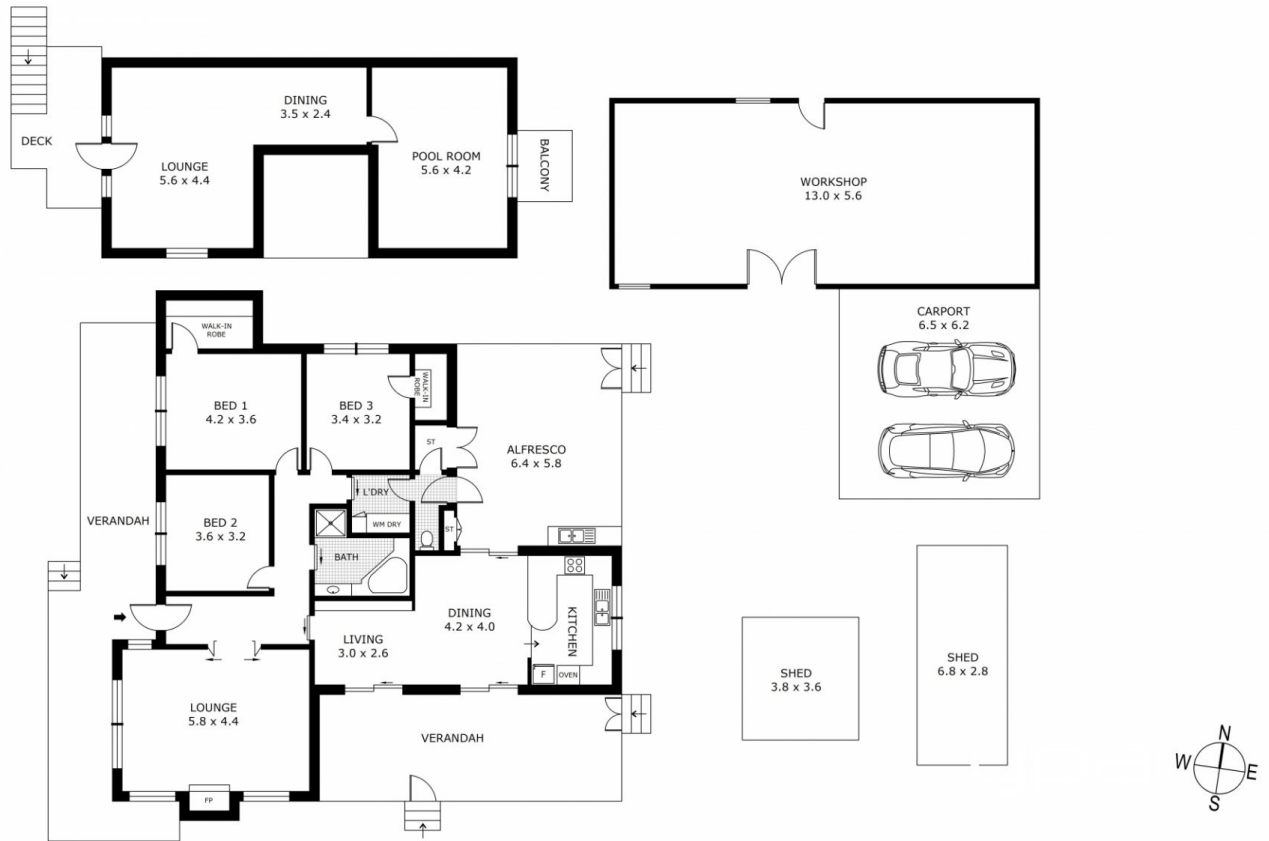 DECK
DINING
3.5 x 2.4
LOUNGE
5.6 x 4.4
POOL ROOM
5.6 x 4.2
BALCONY
WORKSHOP
13.0 x 5.6
CARPORT
6.5 x 6.2
WALK-IN
ROBE
BED 1
4.2 x 3.6
BED 3
3.4 x 3.2
WALK-IN
ROBE
ST
ALFRESCO
6.4 x 5.8
VERANDAH
BED 2
3.6 x 3.2
L'DRY
WM DRY
ST
BATH
LIVING
3.0 x 2.6
DINING
4.2 x 4.0
KITCHEN
F
OVEN
LOUNGE
5.8 x 4.4
FP
VERANDAH
SHED
3.8 x 3.6
SHED
6.8 x 2.8
N
W
E
S